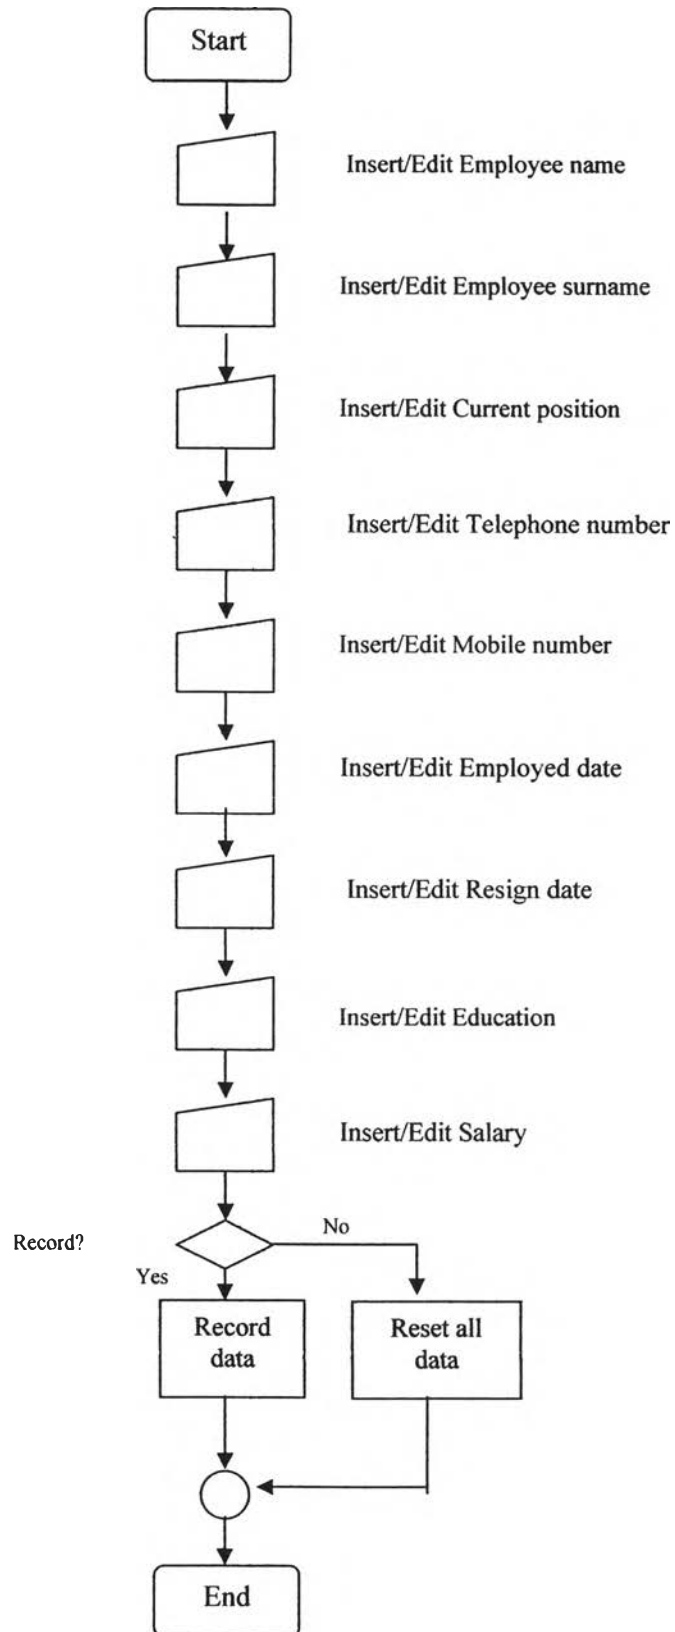 Start
Insert/Edit Employee name
Insert/Edit Employee surname
Insert/Edit Current position
Insert/Edit Telephone number
Insert/Edit Mobile number
Insert/Edit Employed date
Insert/Edit Resign date
Insert/Edit Education
Insert/Edit Salary
Record?
No
Yes
Record
data
Reset all
data
End